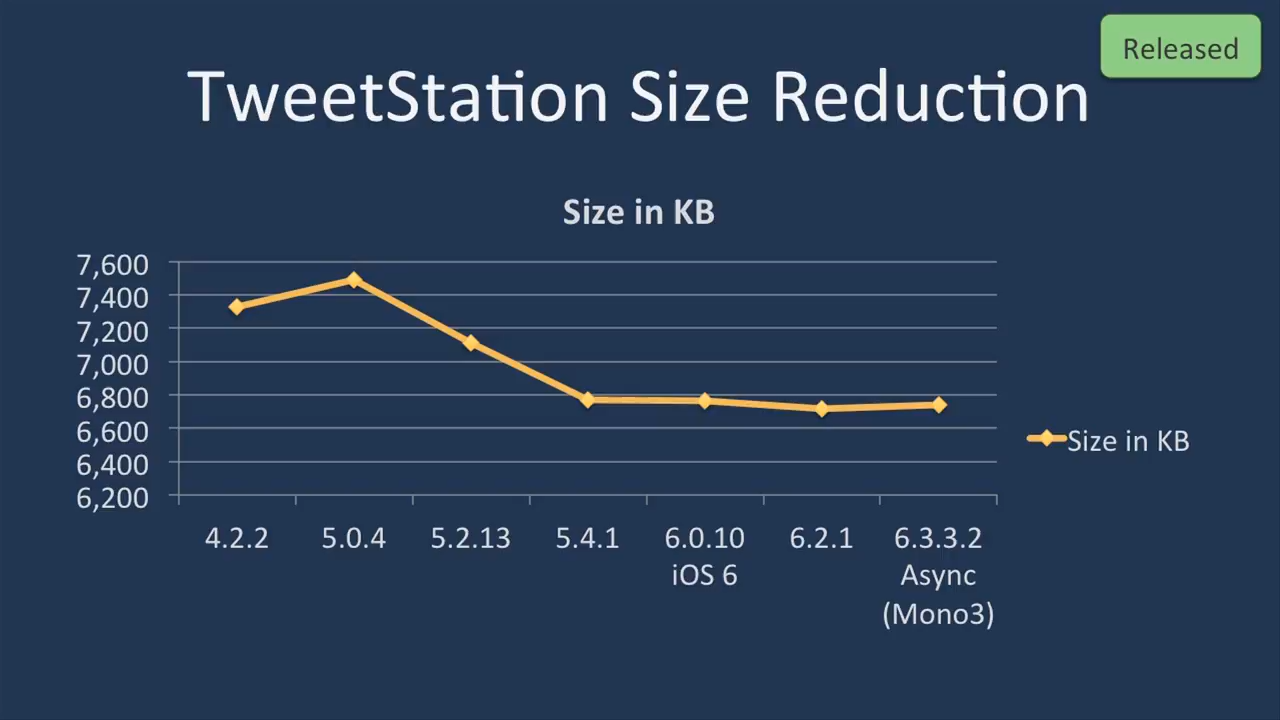 Released
TweetStation Size Reduction
Size in KB
7,600
7,400
7,200
7,000
6,800
6,600
6,400
6,200
Size in KB
4.2.2 5.0.4 5.2.13 5.4.1 6.0.10 6.2.1 6.3.3.2
iOS 6 Async
(Mono3)